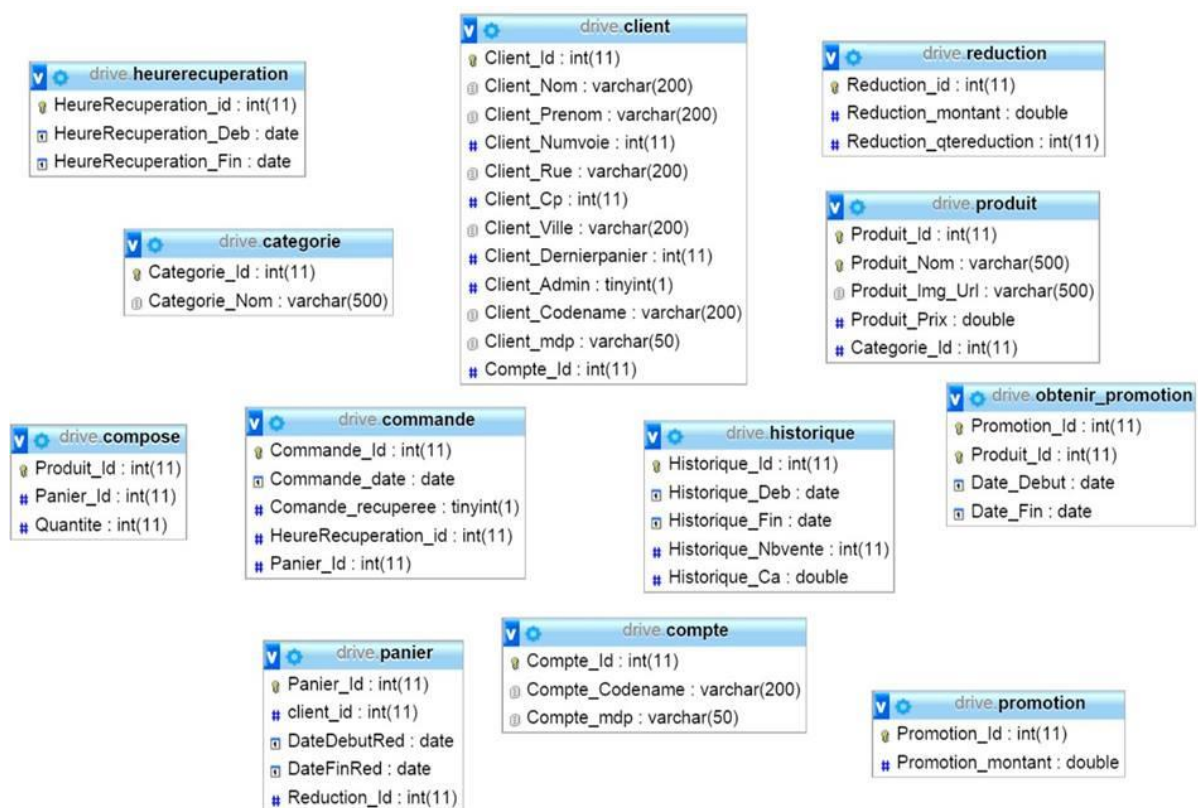 drive.heurerecuperation
HeureRecuperation_id : int(11)
HeureRecuperation_Deb : date
HeureRecuperation_Fin : date
drive.client
Client_Id : int(11)
Client_Nom : varchar(200)
Client_Prenom : varchar(200)
Client_Numvoie : int(11)
Client_Rue : varchar(200)
Client_Cp : int(11)
Client_Ville : varchar(200)
Client_Dernierpanier : int(11)
Client_Admin : tinyint(1)
Client_Codename : varchar(200)
Client_mdp : varchar(50)
Compte_Id : int(11)
drive.reduction
Reduction_id : int(11)
Reduction_montant : double
Reduction_qtereduction : int(11)
drive.categorie
Categorie_Id : int(11)
Categorie_Nom : varchar(500)
drive.produit
Produit_Id : int(11)
Produit_Nom : varchar(500)
Produit_Img_Url : varchar(500)
Produit_Prix : double
Categorie_Id : int(11)
drive.compose
Produit_Id : int(11)
Panier_Id : int(11)
Quantite : int(11)
drive.commande
Commande_Id : int(11)
Commande_date : date
Comande_recuperee : tinyint(1)
HeureRecuperation_id : int(11)
Panier_Id : int(11)
drive.historique
Historique_Id : int(11)
Historique_Deb : date
Historique_Fin : date
Historique_Nbvente : int(11)
Historique_Ca : double
drive.obtenir_promotion
Promotion_Id : int(11)
Produit_Id : int(11)
Date_Debut : date
Date_Fin : date
drive.panier
Panier_Id : int(11)
client_id : int(11)
DateDebutRed : date
DateFinRed : date
Reduction_Id : int(11)
drive.compte
Compte_Id : int(11)
Compte_Codename : varchar(200)
Compte_mdp : varchar(50)
drive.promotion
Promotion_Id : int(11)
Promotion_montant : double